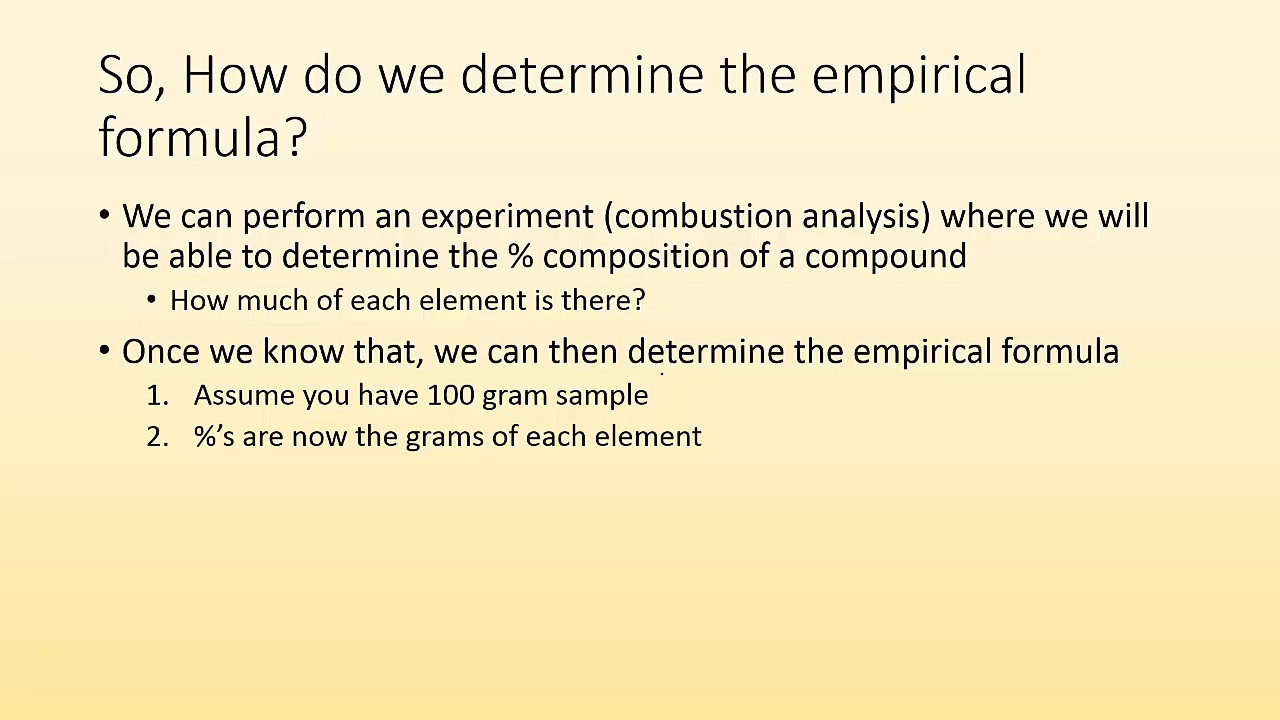 So, How do we determine the empirical
formula?
• We can perform an experiment (combustion analysis) where we will
be able to determine the % composition of a compound
• How much of each element is there?
• Once we know that, we can then determine the empirical formula
1. Assume you have 100 gram sample
2. %’s are now the grams of each element